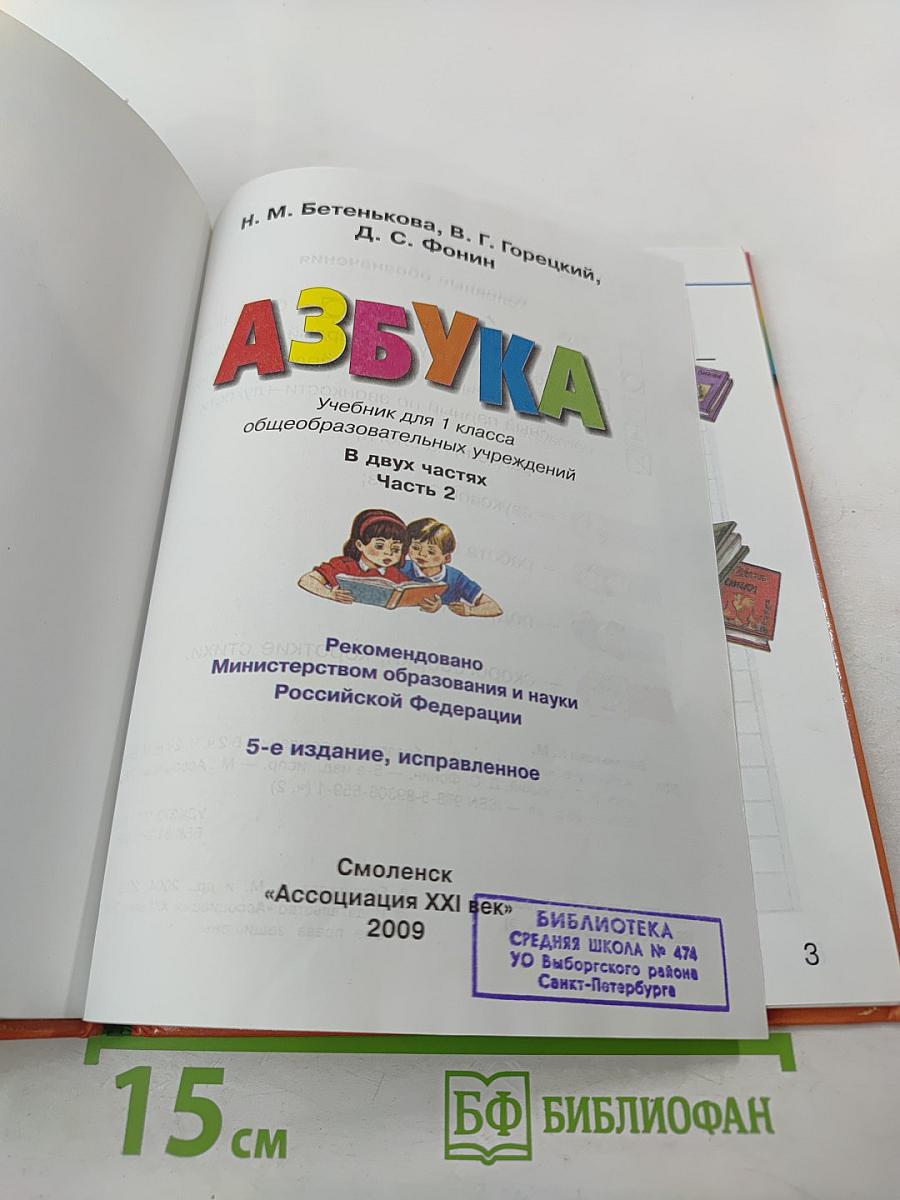 Н. М. Бетенькова, В. Г. Горецкий,
Д. С. Фонин
АЗБУКА
Учебник для 1 класса
общеобразовательных учреждений
В двух частях
Часть 2
Рекомендовано
Министерством образования и науки
Российской Федерации
5-е издание, исправленное
Смоленск
«Ассоциация XXI век»
2009
БИБЛИОТЕКА
СРЕДНЯЯ ШКОЛА № 474
УО Выборгского района
Санкт-Петербурга
3
15 см
БФ БИБЛИОФАН